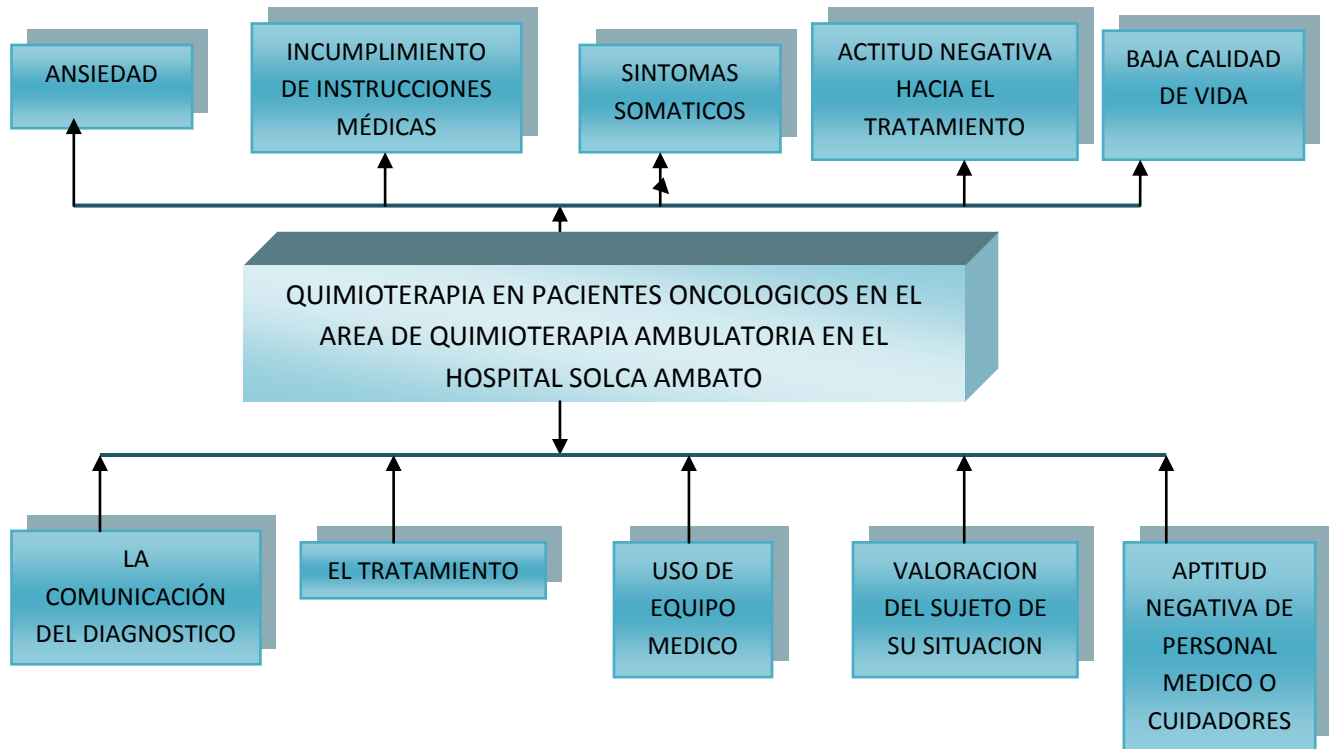 ANSIEDAD
INCUMPLIMIENTO
DE INSTRUCCIONES
MÉDICAS
SINTOMAS
SOMATICOS
ACTITUD NEGATIVA
HACIA EL
TRATAMIENTO
BAJA CALIDAD
DE VIDA
QUIMIOTERAPIA EN PACIENTES ONCOLOGICOS EN EL
AREA DE QUIMIOTERAPIA AMBULATORIA EN EL
HOSPITAL SOLCA AMBATO
LA
COMUNICACIÓN
DEL DIAGNOSTICO
EL TRATAMIENTO
USO DE
EQUIPO
MEDICO
VALORACION
DEL SUJETO DE
SU SITUACION
APTITUD
NEGATIVA DE
PERSONAL
MEDICO O
CUIDADORES